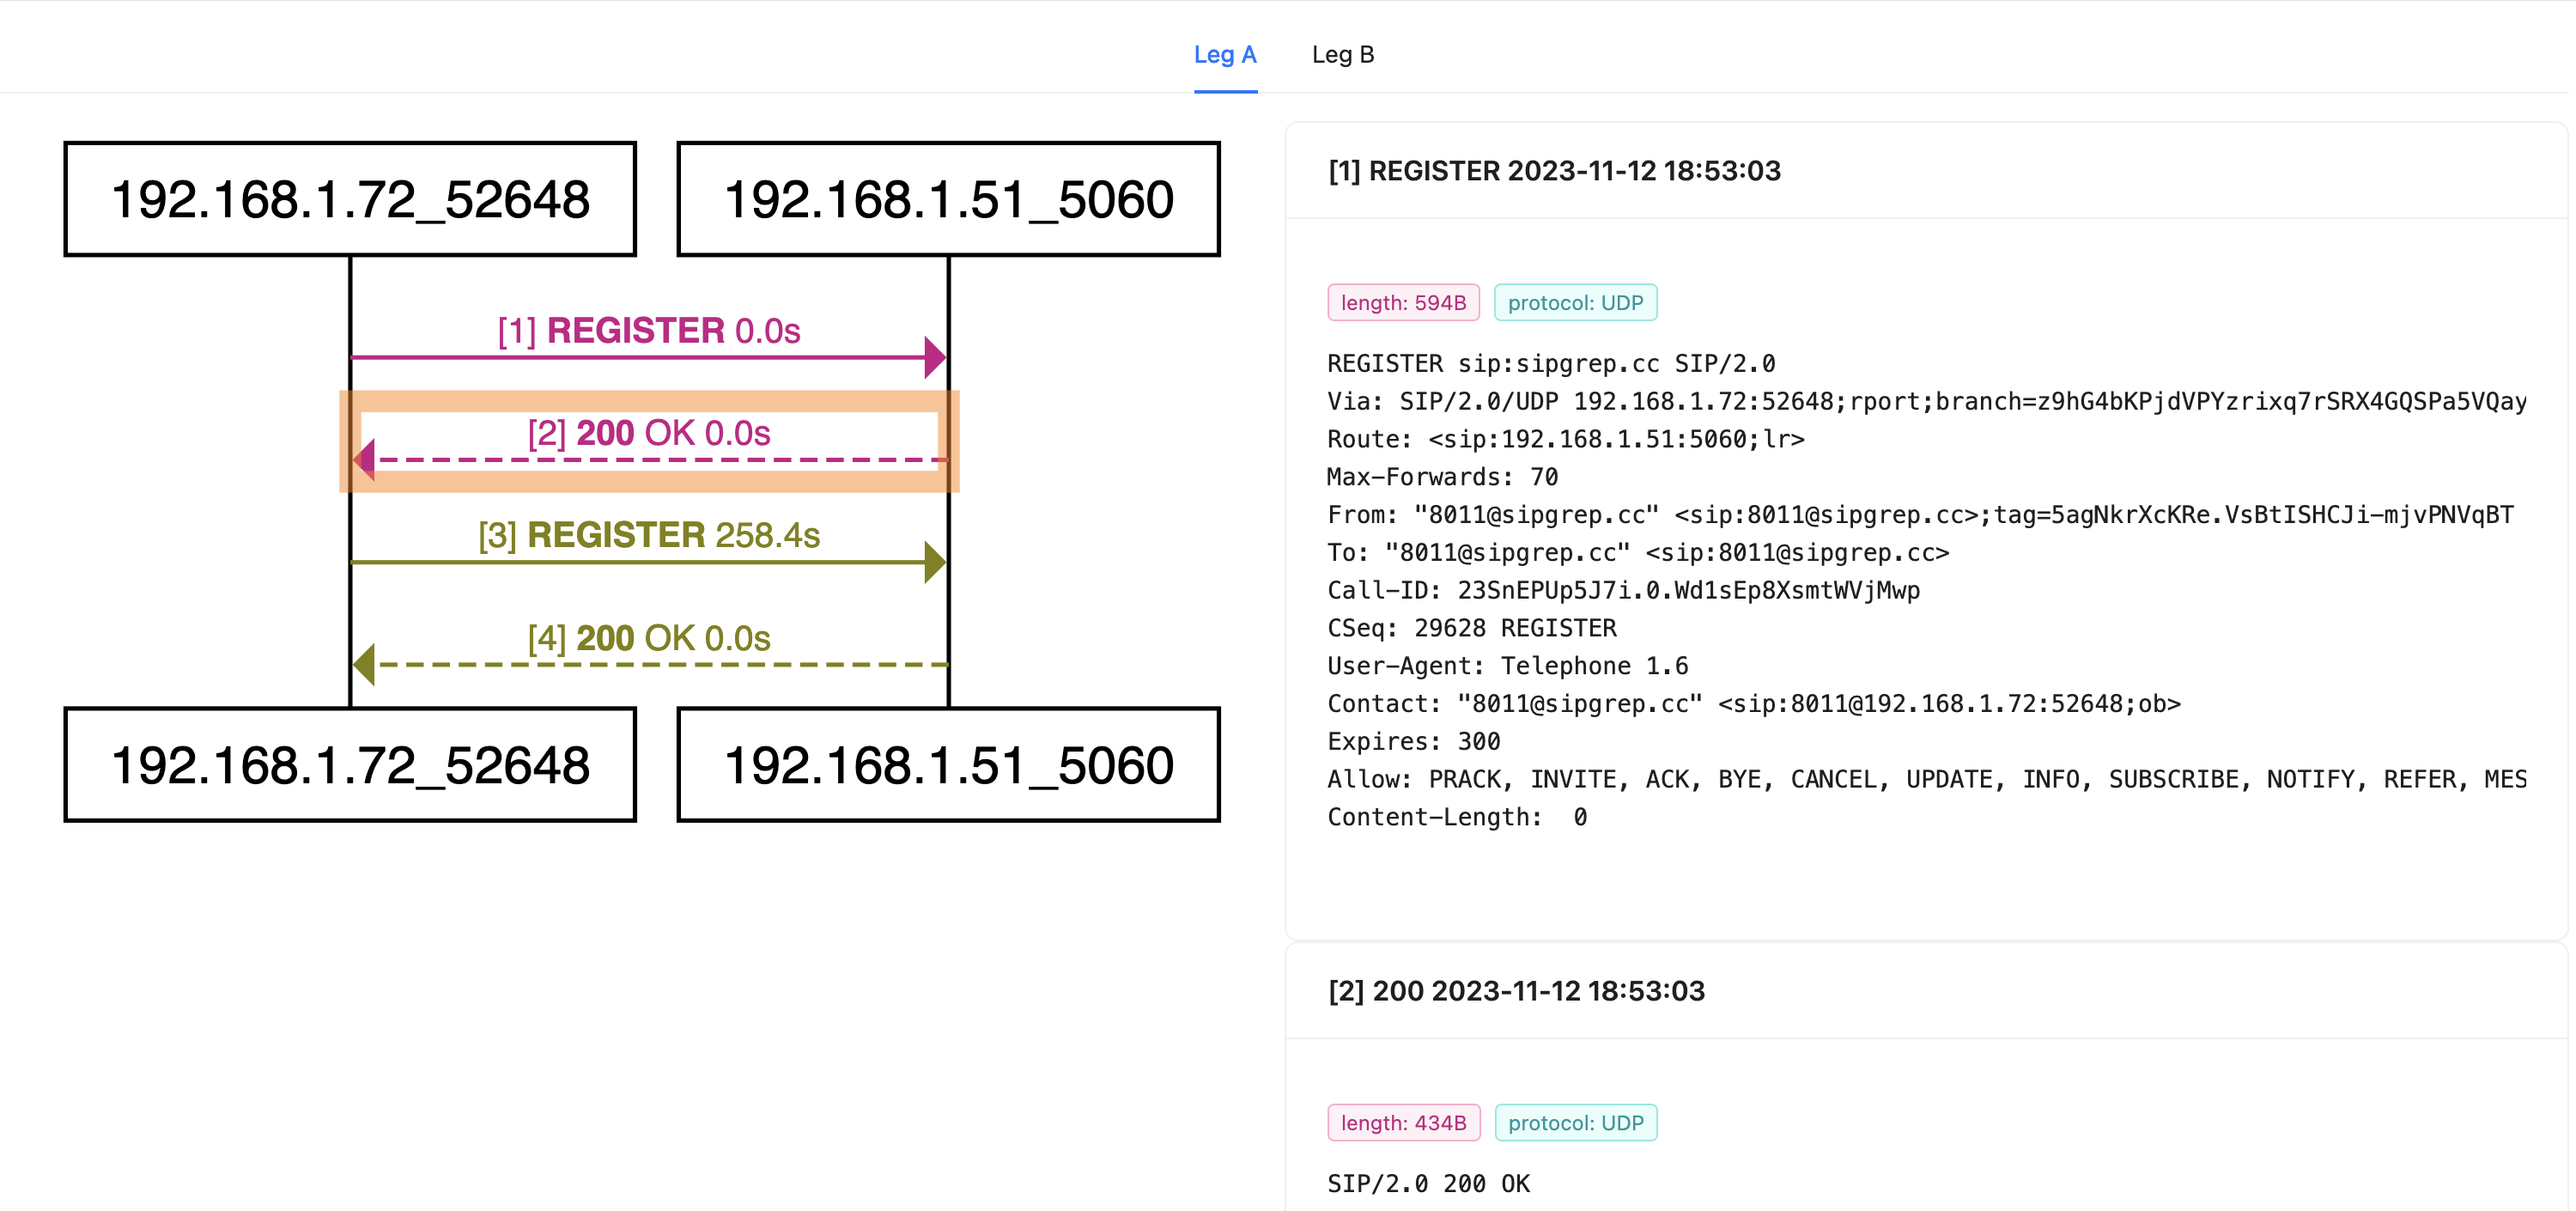 Leg A
Leg B
192.168.1.72_52648
192.168.1.51_5060
[1] REGISTER 0.0s
[2] 200 OK 0.0s
[3] REGISTER 258.4s
[4] 200 OK 0.0s
192.168.1.72_52648
192.168.1.51_5060
[1] REGISTER 2023-11-12 18:53:03
length: 594B
protocol: UDP
REGISTER sip:sipgrep.cc SIP/2.0
Via: SIP/2.0/UDP 192.168.1.72:52648;rport;branch=z9hG4bKPjdVPYzrixq7rSRX4GQSPa5VQay
Route: <sip:192.168.1.51:5060;lr>
Max-Forwards: 70
From: "8011@sipgrep.cc" <sip:8011@sipgrep.cc>;tag=5agNkrXcKRe.VsBtISHCJi-mjvPNVqBT
To: "8011@sipgrep.cc" <sip:8011@sipgrep.cc>
Call-ID: 23SnEPUp5J7i.0.Wd1sEp8XsmtWVjMwp
CSeq: 29628 REGISTER
User-Agent: Telephone 1.6
Contact: "8011@sipgrep.cc" <sip:8011@192.168.1.72:52648;ob>
Expires: 300
Allow: PRACK, INVITE, ACK, BYE, CANCEL, UPDATE, INFO, SUBSCRIBE, NOTIFY, REFER, MES
Content-Length:  0
[2] 200 2023-11-12 18:53:03
length: 434B
protocol: UDP
SIP/2.0 200 OK